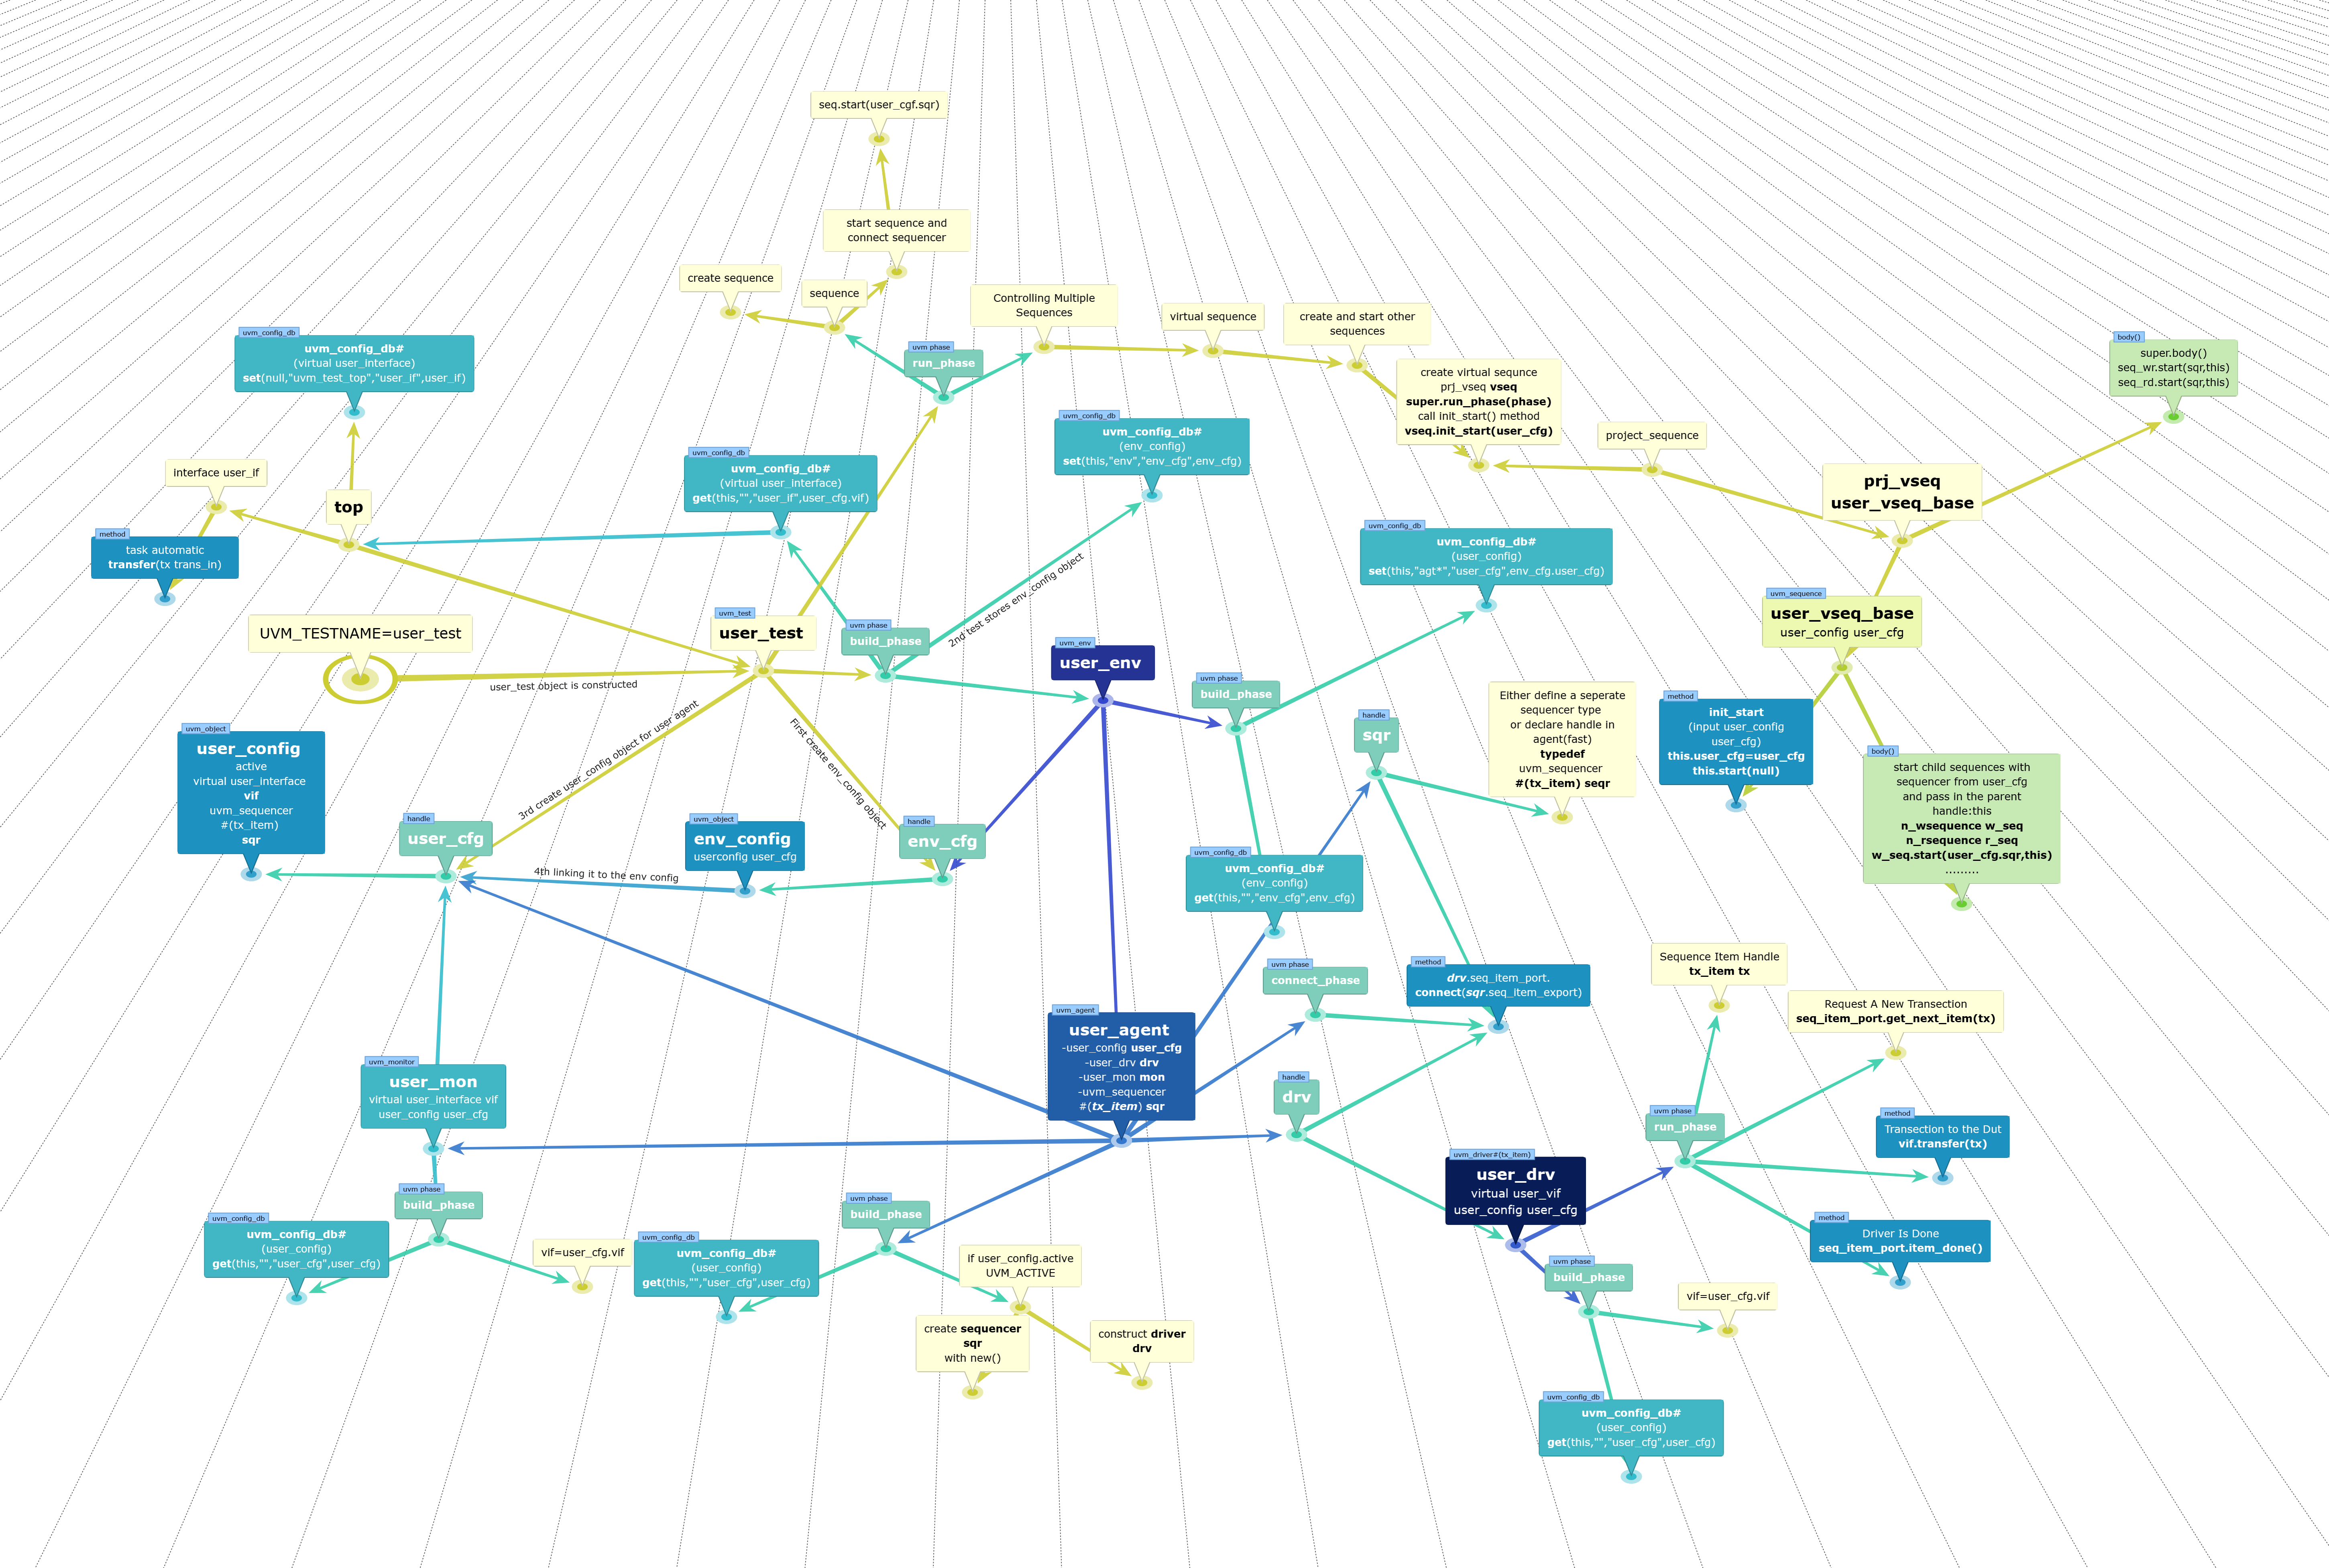 seq.start(user_cgf.sqr)
start sequence and
connect sequencer
create sequence
sequence
Controlling Multiple
Sequences
virtual sequence
create and start other
sequences
uvm_config_db
uvm_config_db#
(virtual user_interface)
set(null,"uvm_test_top","user_if",user_if)
uvm phase
run_phase
create virtual sequnce
prj_vseq vseq
super.run_phase(phase)
call init_start() method
vseq.init_start(user_cfg)
body()
super.body()
seq_wr.start(sqr,this)
seq_rd.start(sqr,this)
uvm_config_db
uvm_config_db#
(env_config)
set(this,"env","env_cfg",env_cfg)
project_sequence
interface user_if
top
uvm_config_db
uvm_config_db#
(virtual user_interface)
get(this,"","user_if",user_cfg.vif)
prj_vseq
user_vseq_base
method
task automatic
transfer(tx trans_in)
uvm_config_db
uvm_config_db#
(user_config)
set(this,"agt*","user_cfg",env_cfg.user_cfg)
UVM_TESTNAME=user_test
user_test object is constructed
uvm_test
user_test
uvm phase
build_phase
2nd test stores env_config object
uvm_env
user_env
uvm phase
build_phase
uvm_sequence
user_vseq_base
user_config user_cfg
Either define a seperate
sequencer type
or declare handle in
agent(fast)
typedef
uvm_sequencer
#(tx_item) seqr
method
init_start
(input user_config
user_cfg)
this.user_cfg=user_cfg
this.start(null)
handle
sqr
uvm_object
user_config
active
virtual user_interface
vif
uvm_sequencer
#(tx_item)
sqr
3rd create user_config object for user agent
First create env_config object
body()
start child sequences with
sequencer from user_cfg
and pass in the parent
handle:this
n_wsequence w_seq
n_rsequence r_seq
w_seq.start(user_cfg.sqr,this)
.........
handle
user_cfg
4th linking it to the env config
uvm_object
env_config
userconfig user_cfg
handle
env_cfg
uvm_config_db
uvm_config_db#
(env_config)
get(this,"","env_cfg",env_cfg)
uvm phase
connect_phase
method
drv.seq_item_port.
connect(sqr.seq_item_export)
Sequence Item Handle
tx_item tx
Request A New Transection
seq_item_port.get_next_item(tx)
uvm_agent
user_agent
-user_config user_cfg
-user_drv drv
-user_mon mon
-uvm_sequencer
#(tx_item) sqr
uvm_monitor
user_mon
virtual user_interface vif
user_config user_cfg
handle
drv
uvm phase
run_phase
method
Transection to the Dut
vif.transfer(tx)
uvm_driver#(tx_item)
user_drv
virtual user_vif
user_config user_cfg
uvm phase
build_phase
uvm phase
build_phase
method
Driver Is Done
seq_item_port.item_done()
uvm_config_db
uvm_config_db#
(user_config)
get(this,"","user_cfg",user_cfg)
vif=user_cfg.vif
uvm_config_db
uvm_config_db#
(user_config)
get(this,"","user_cfg",user_cfg)
if user_config.active
UVM_ACTIVE
uvm phase
build_phase
vif=user_cfg.vif
create sequencer
sqr
with new()
construct driver
drv
uvm_config_db
uvm_config_db#
(user_config)
get(this,"","user_cfg",user_cfg)